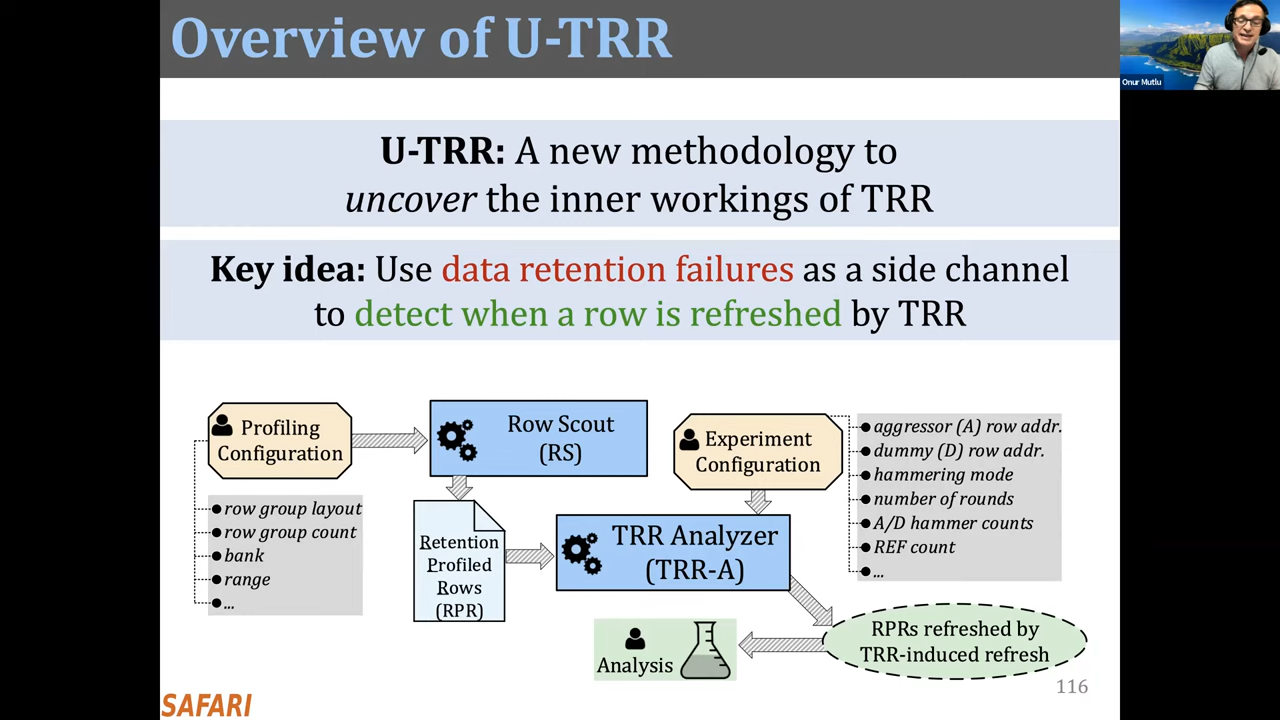 Overview of U-TRR
Onur Mutlu
U-TRR: A new methodology to
uncover the inner workings of TRR
Key idea: Use data retention failures as a side channel
to detect when a row is refreshed by TRR
Profiling
Configuration
row group layout
row group count
bank
range
...
Row Scout
(RS)
Retention
Profiled
Rows
(RPR)
Experiment
Configuration
aggressor (A) row addr.
dummy (D) row addr.
hammering mode
number of rounds
A/D hammer counts
REF count
...
TRR Analyzer
(TRR-A)
RPRs refreshed by
TRR-induced refresh
Analysis
116
SAFARI